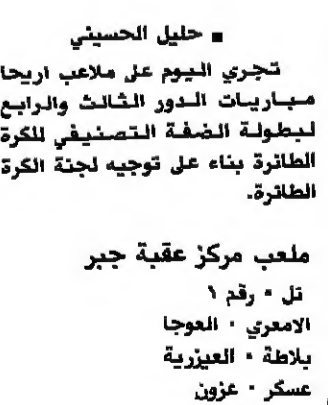 ■ حليل الحسيني
تجري اليوم على ملاعب اريحا
مباريات الدور الثالث والرابع
لبطولة الضفة التصنيفي للكرة
الطائرة بناء على توجيه لجنة الكرة
الطائرة.
ملعب مركز عقبة جبر
تل - رقم ١
الامعري - العوجا
بلاطة - العيزرية
عسكر - عزون